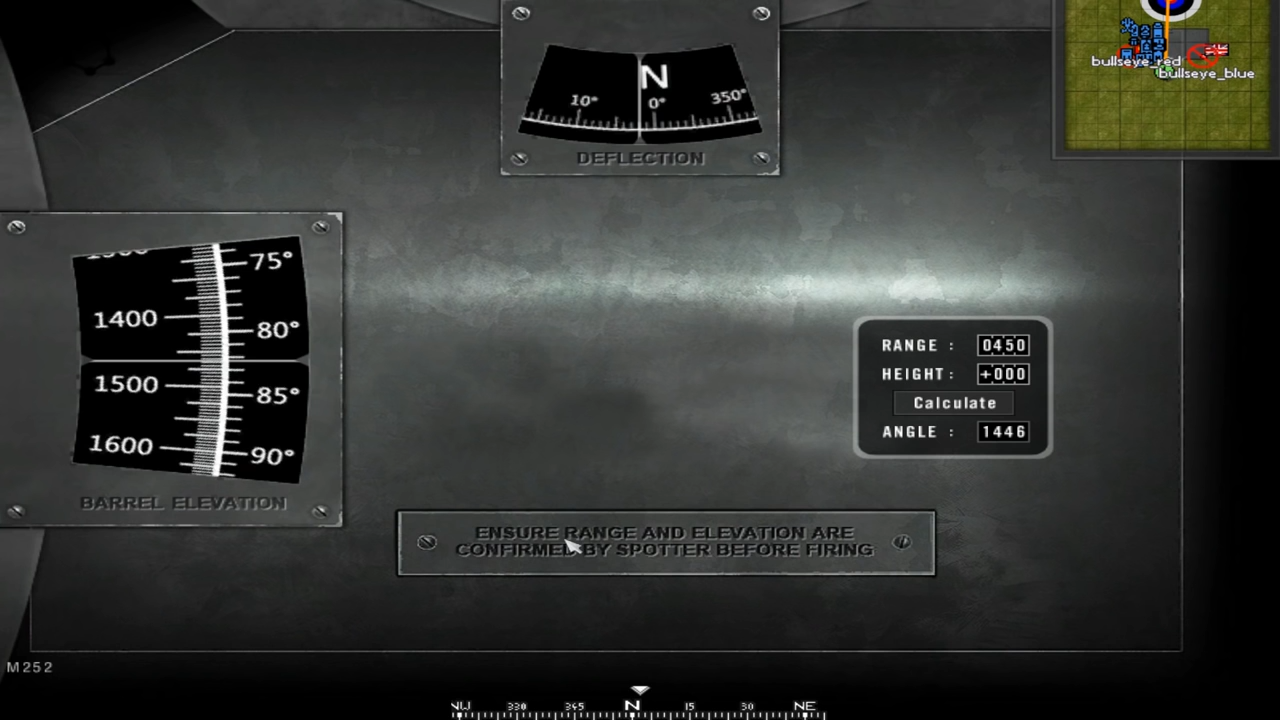 N
10° 0° 350°
DEFLECTION
bullseye_red
bullseye_blue
75°
1400 80°
1500 85°
1600 90°
BARREL ELEVATION
RANGE : 0450
HEIGHT: +000
Calculate
ANGLE : 1446
ENSURE RANGE AND ELEVATION ARE
CONFIRMED BY SPOTTER BEFORE FIRING
M252
NW 330 345 N 15 30 NE